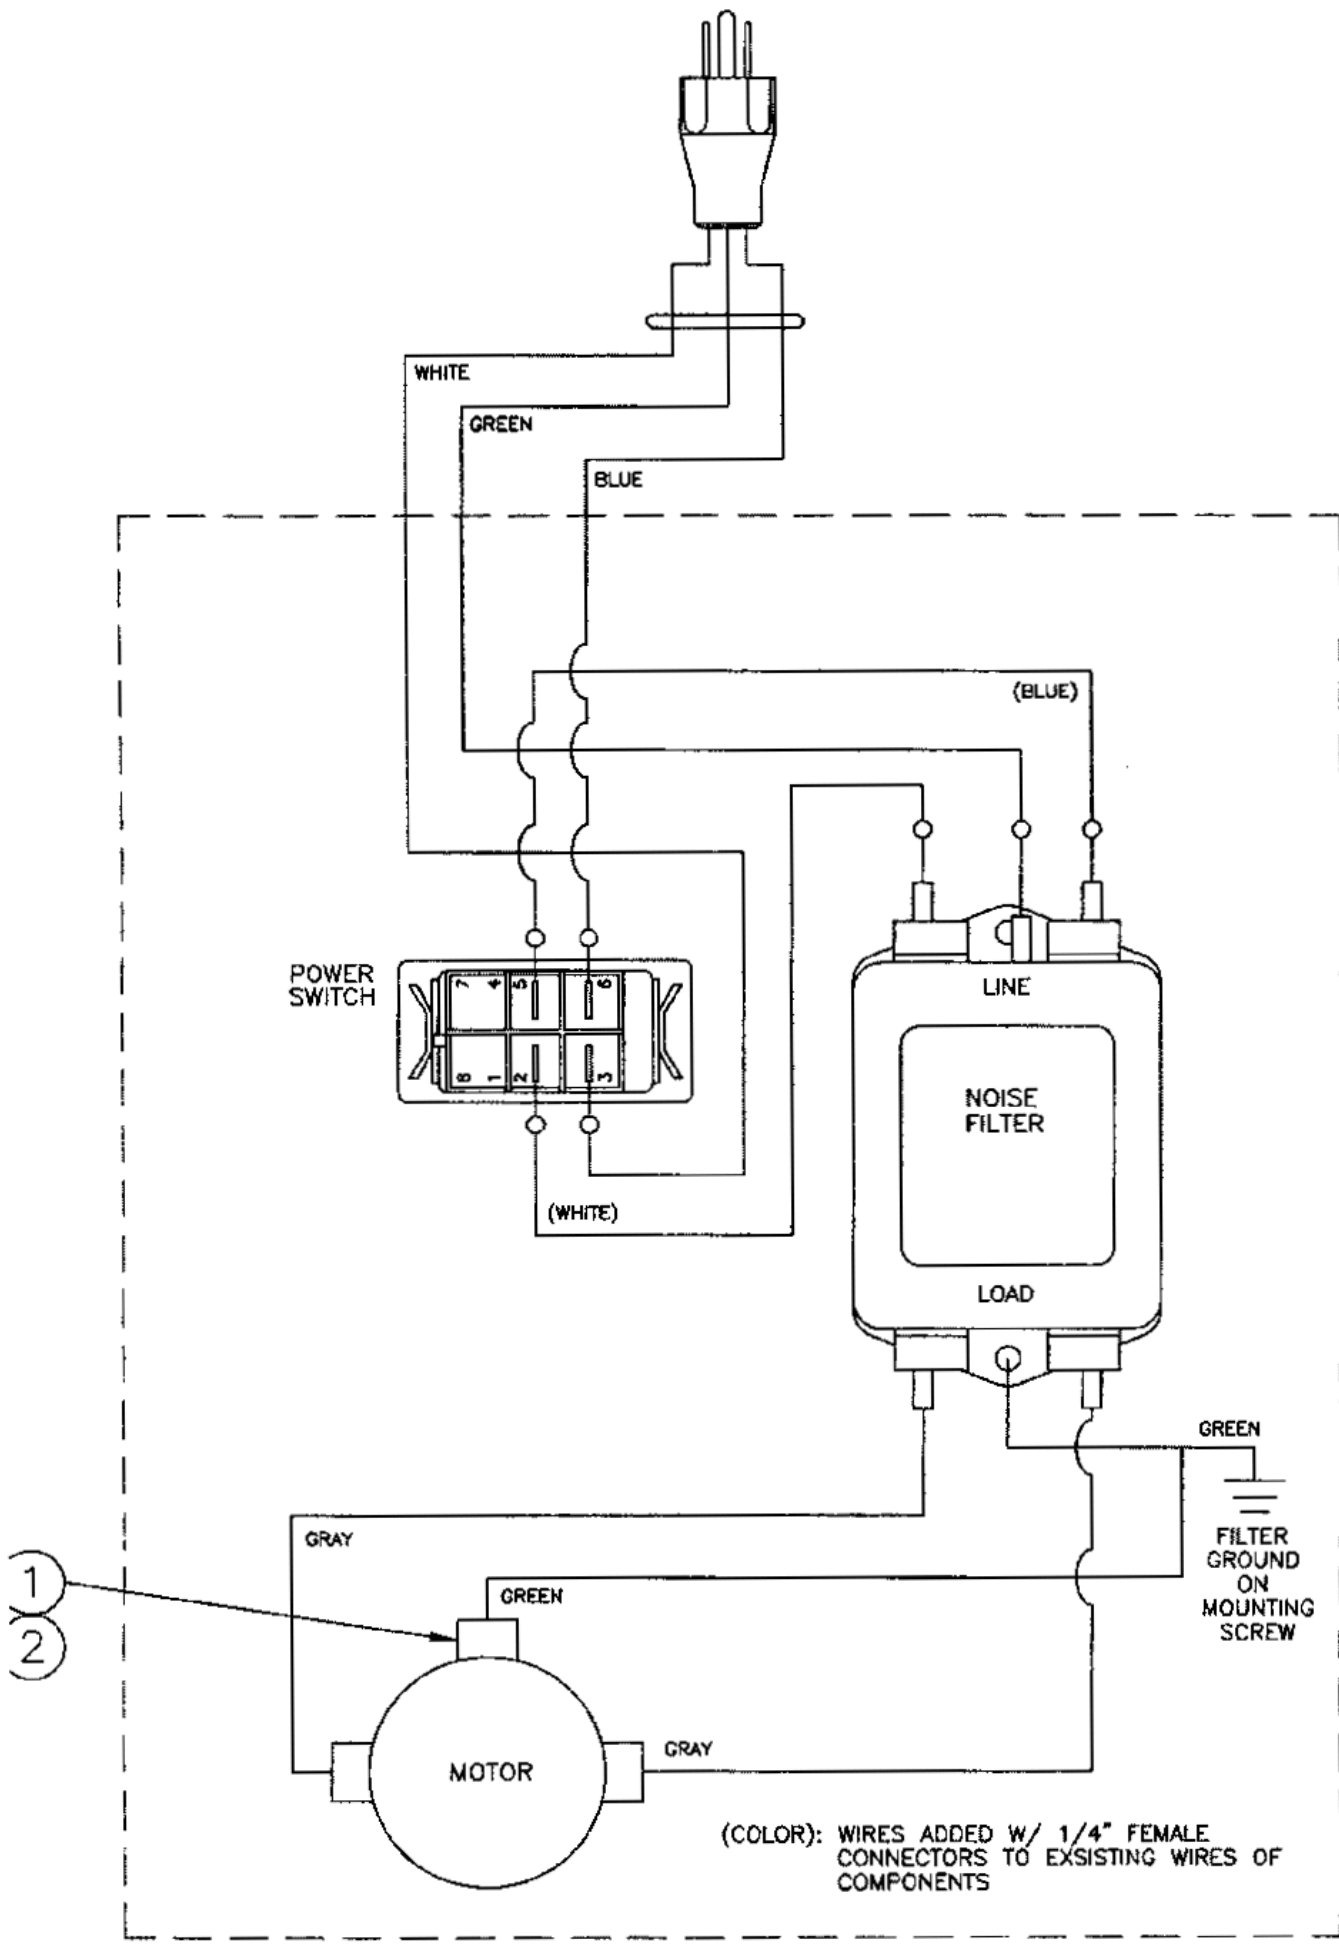 WHITE
GREEN
BLUE
(BLUE)
POWER
SWITCH
7 4 5 6
8 1 2 3
LINE
NOISE
FILTER
(WHITE)
LOAD
GREEN
GRAY
FILTER
GROUND
ON
MOUNTING
SCREW
1
GREEN
2
MOTOR
GRAY
(COLOR): WIRES ADDED W/ 1/4" FEMALE
CONNECTORS TO EXSISTING WIRES OF
COMPONENTS